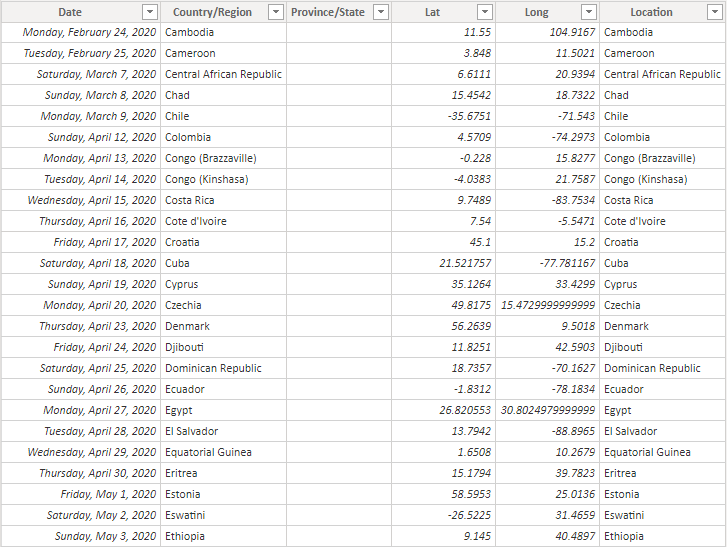 Date Country/Region Province/State Lat Long Location
Monday, February 24, 2020 Cambodia 11.55 104.9167 Cambodia
Tuesday, February 25, 2020 Cameroon 3.848 11.5021 Cameroon
Saturday, March 7, 2020 Central African Republic 6.6111 20.9394 Central African Republic
Sunday, March 8, 2020 Chad 15.4542 18.7322 Chad
Monday, March 9, 2020 Chile -35.6751 -71.543 Chile
Sunday, April 12, 2020 Colombia 4.5709 -74.2973 Colombia
Monday, April 13, 2020 Congo (Brazzaville) -0.228 15.8277 Congo (Brazzaville)
Tuesday, April 14, 2020 Congo (Kinshasa) -4.0383 21.7587 Congo (Kinshasa)
Wednesday, April 15, 2020 Costa Rica 9.7489 -83.7534 Costa Rica
Thursday, April 16, 2020 Cote d'Ivoire 7.54 -5.5471 Cote d'Ivoire
Friday, April 17, 2020 Croatia 45.1 15.2 Croatia
Saturday, April 18, 2020 Cuba 21.521757 -77.781167 Cuba
Sunday, April 19, 2020 Cyprus 35.1264 33.4299 Cyprus
Monday, April 20, 2020 Czechia 49.8175 15.4729999999999 Czechia
Thursday, April 23, 2020 Denmark 56.2639 9.5018 Denmark
Friday, April 24, 2020 Djibouti 11.8251 42.5903 Djibouti
Saturday, April 25, 2020 Dominican Republic 18.7357 -70.1627 Dominican Republic
Sunday, April 26, 2020 Ecuador -1.8312 -78.1834 Ecuador
Monday, April 27, 2020 Egypt 26.820553 30.8024979999999 Egypt
Tuesday, April 28, 2020 El Salvador 13.7942 -88.8965 El Salvador
Wednesday, April 29, 2020 Equatorial Guinea 1.6508 10.2679 Equatorial Guinea
Thursday, April 30, 2020 Eritrea 15.1794 39.7823 Eritrea
Friday, May 1, 2020 Estonia 58.5953 25.0136 Estonia
Saturday, May 2, 2020 Eswatini -26.5225 31.4659 Eswatini
Sunday, May 3, 2020 Ethiopia 9.145 40.4897 Ethiopia